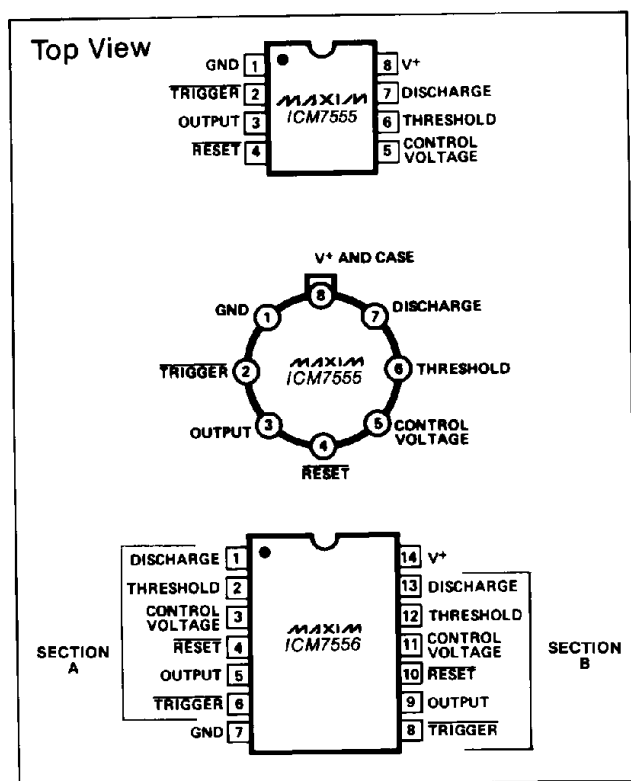 Top View
GND 1
TRIGGER 2
OUTPUT 3
RESET 4
MAXIM
ICM7555
8 V+
7 DISCHARGE
6 THRESHOLD
5 CONTROL
VOLTAGE
V+ AND CASE
8
GND 1
7 DISCHARGE
TRIGGER 2
MAXIM
ICM7555
6 THRESHOLD
OUTPUT 3
5 CONTROL
VOLTAGE
4
RESET
SECTION
A
DISCHARGE 1
THRESHOLD 2
CONTROL
VOLTAGE 3
RESET 4
OUTPUT 5
TRIGGER 6
GND 7
MAXIM
ICM7556
14 V+
13 DISCHARGE
12 THRESHOLD
11 CONTROL
VOLTAGE
10 RESET
9 OUTPUT
8 TRIGGER
SECTION
B